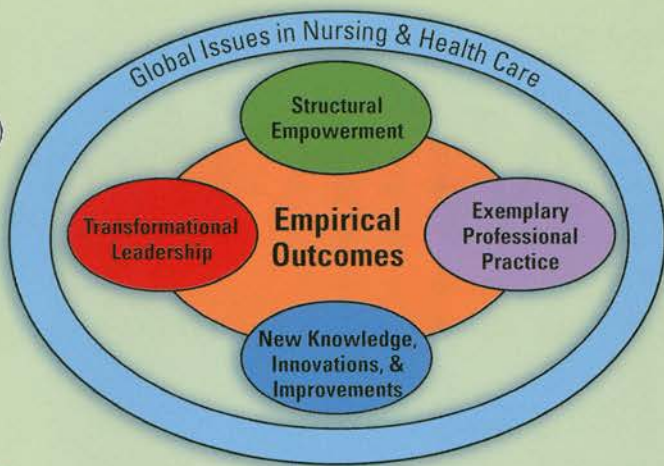 Global Issues in Nursing & Health Care
Structural
Empowerment
Transformational
Leadership
Empirical
Outcomes
Exemplary
Professional
Practice
New Knowledge,
Innovations, &
Improvements